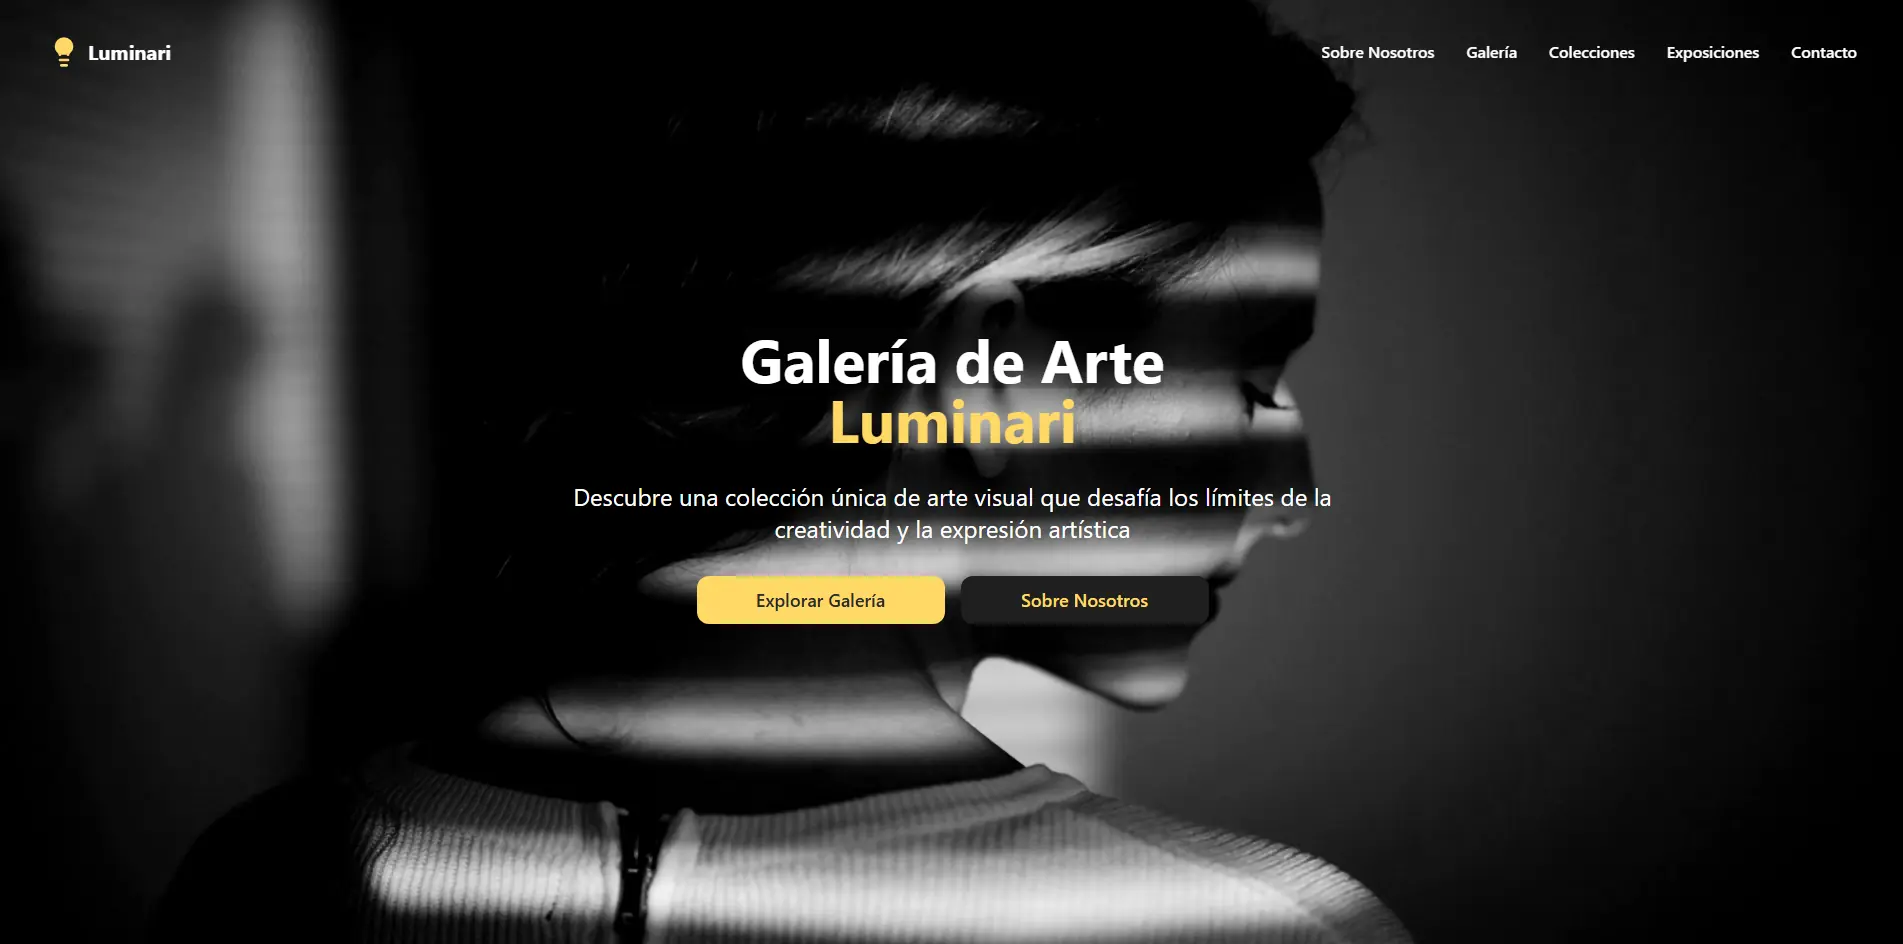 Luminari
Sobre Nosotros
Galería
Colecciones
Exposiciones
Contacto
Galería de Arte
Luminari
Descubre una colección única de arte visual que desafía los límites de la
creatividad y la expresión artística
Explorar Galería
Sobre Nosotros